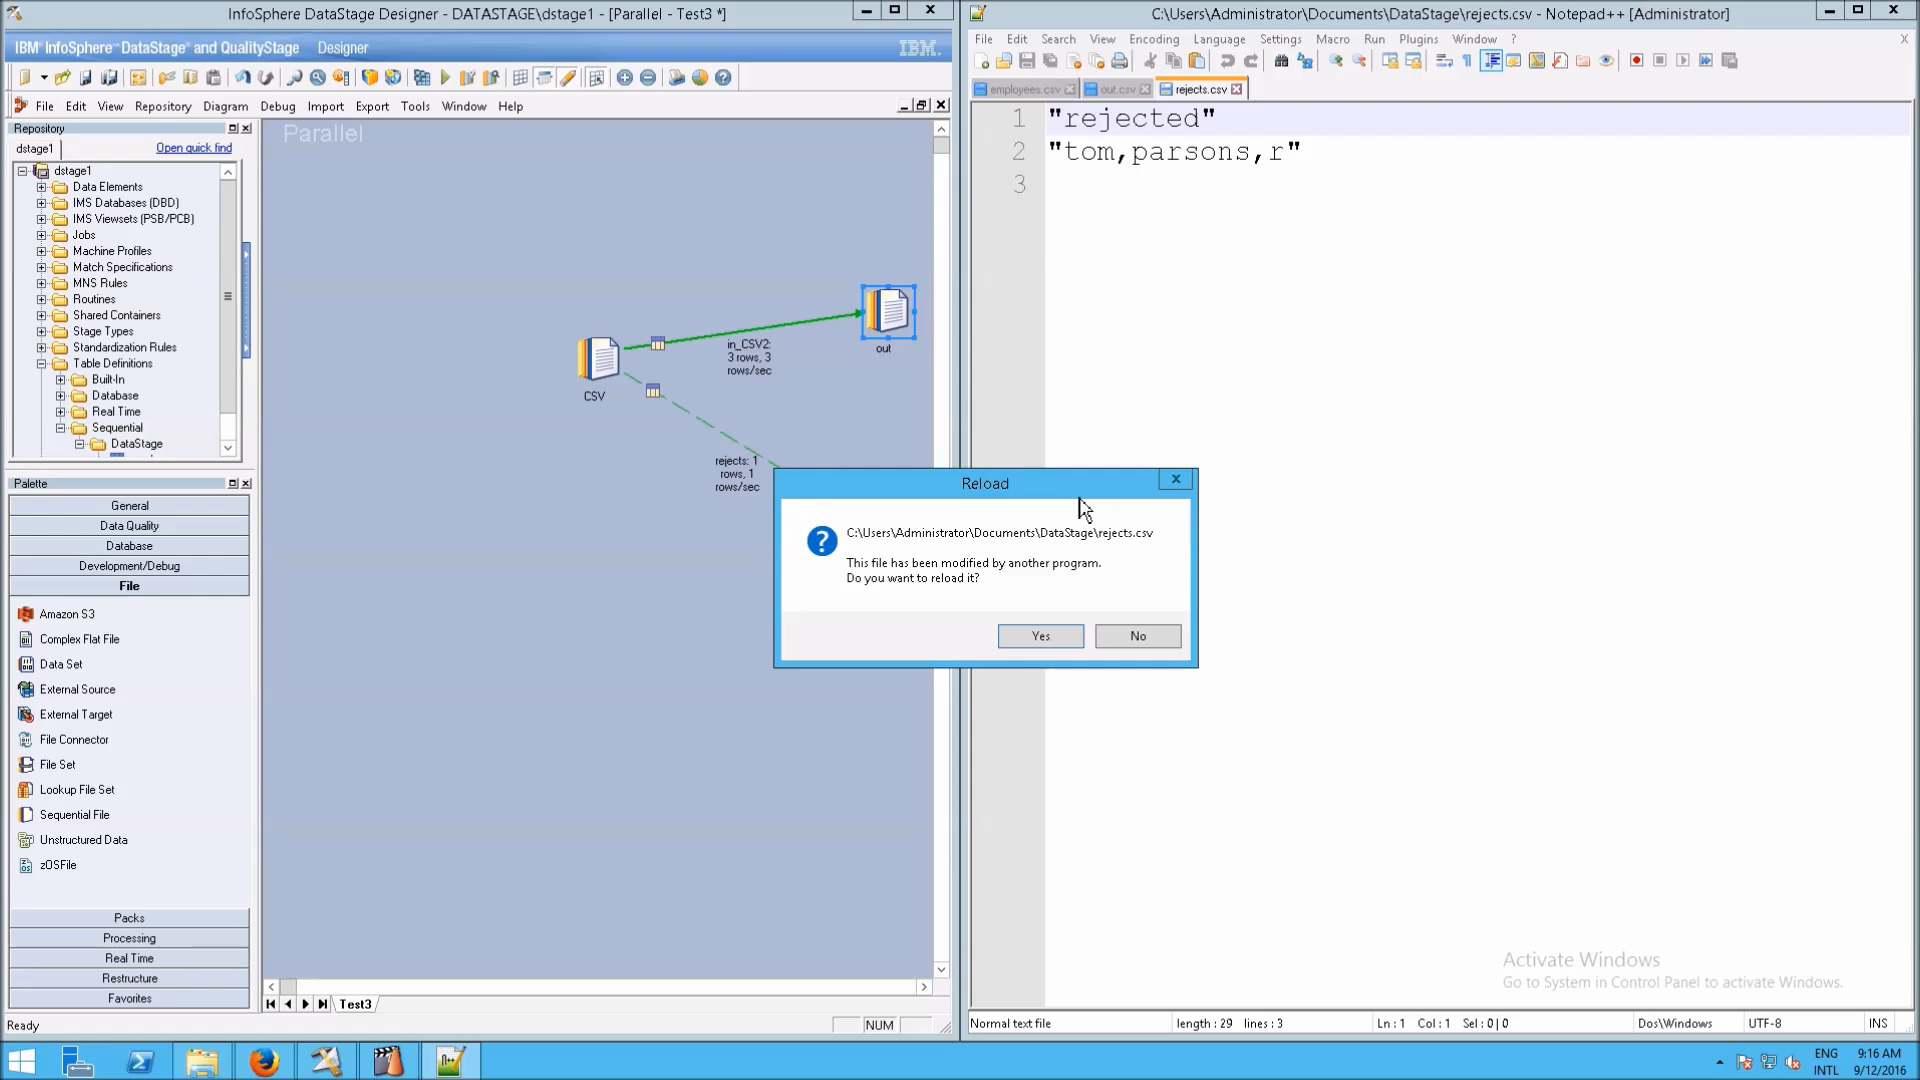 InfoSphere DataStage Designer - DATASTAGE\dstage1 - [Parallel - Test3 *]
IBM InfoSphere DataStage and QualityStage Designer
IBM.
File Edit View Repository Diagram Debug Import Export Tools Window Help
Repository
dstage1
Open quick find
dstage1
Data Elements
IMS Databases (DBD)
IMS Viewsets (PSB/PCB)
Jobs
Machine Profiles
Match Specifications
MNS Rules
Routines
Shared Containers
Stage Types
Standardization Rules
Table Definitions
Built-In
Database
Real Time
Sequential
DataStage
Palette
General
Data Quality
Database
Development/Debug
File
Amazon S3
Complex Flat File
Data Set
External Source
External Target
File Connector
File Set
Lookup File Set
Sequential File
Unstructured Data
zOSFile
Packs
Processing
Real Time
Restructure
Favorites
Ready
NUM
Parallel
out
in_CSV2:
3 rows, 3
rows/sec
CSV
rejects: 1
rows, 1
rows/sec
Test3
Reload
C:\Users\Administrator\Documents\DataStage\rejects.csv
This file has been modified by another program.
Do you want to reload it?
Yes
No
C:\Users\Administrator\Documents\DataStage\rejects.csv - Notepad++ [Administrator]
File Edit Search View Encoding Language Settings Macro Run Plugins Window ?
X
employees.csv out.csv rejects.csv
1 "rejected"
2 "tom,parsons,r"
3
Activate Windows
Go to System in Control Panel to activate Windows.
Normal text file
length : 29 lines : 3
Ln : 1 Col : 1 Sel : 0 | 0
Dos\Windows
UTF-8
INS
ENG
INTL
9:16 AM
9/12/2016